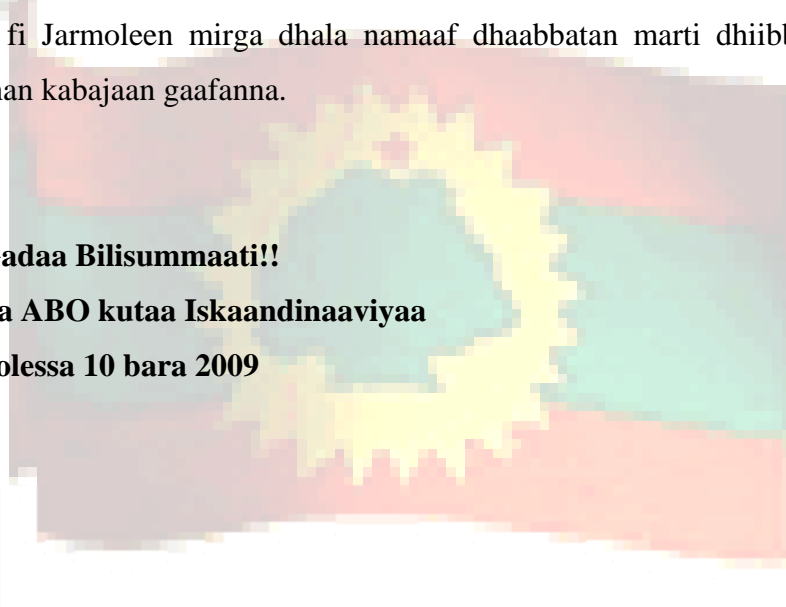 fi Jarmoleen mirga dhala namaaf dhaabbatan marti dhiibb
an kabajaan gaafanna.
adaa Bilisummaati!!
a ABO kutaa Iskaandinaaviyaa
olessa 10 bara 2009